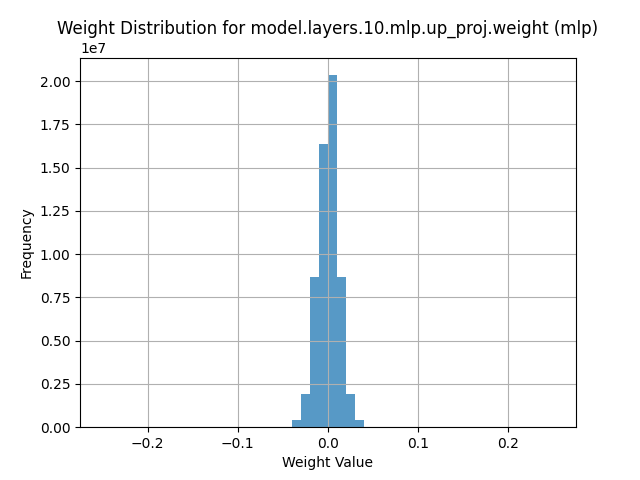 Weight Distribution for model.layers.10.mlp.up_proj.weight (mlp)
1e7
2.00
1.75
1.50
1.25
1.00
0.75
0.50
0.25
0.00
Frequency
−0.2 −0.1 0.0 0.1 0.2
Weight Value